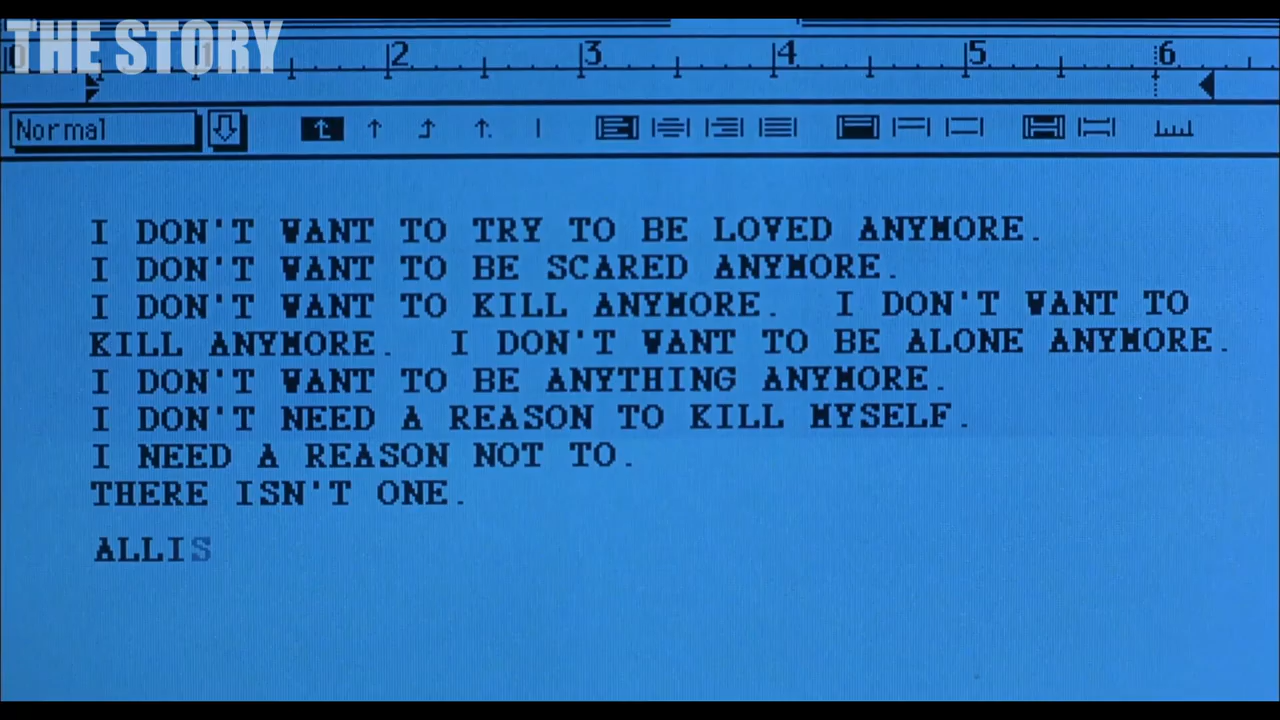 THE STORY
0 1 2 3 4 5 6
Normal
I DON'T WANT TO TRY TO BE LOVED ANYMORE.
I DON'T WANT TO BE SCARED ANYMORE.
I DON'T WANT TO KILL ANYMORE.  I DON'T WANT TO
KILL ANYMORE.  I DON'T WANT TO BE ALONE ANYMORE.
I DON'T WANT TO BE ANYTHING ANYMORE.
I DON'T NEED A REASON TO KILL MYSELF.
I NEED A REASON NOT TO.
THERE ISN'T ONE.
ALLIS